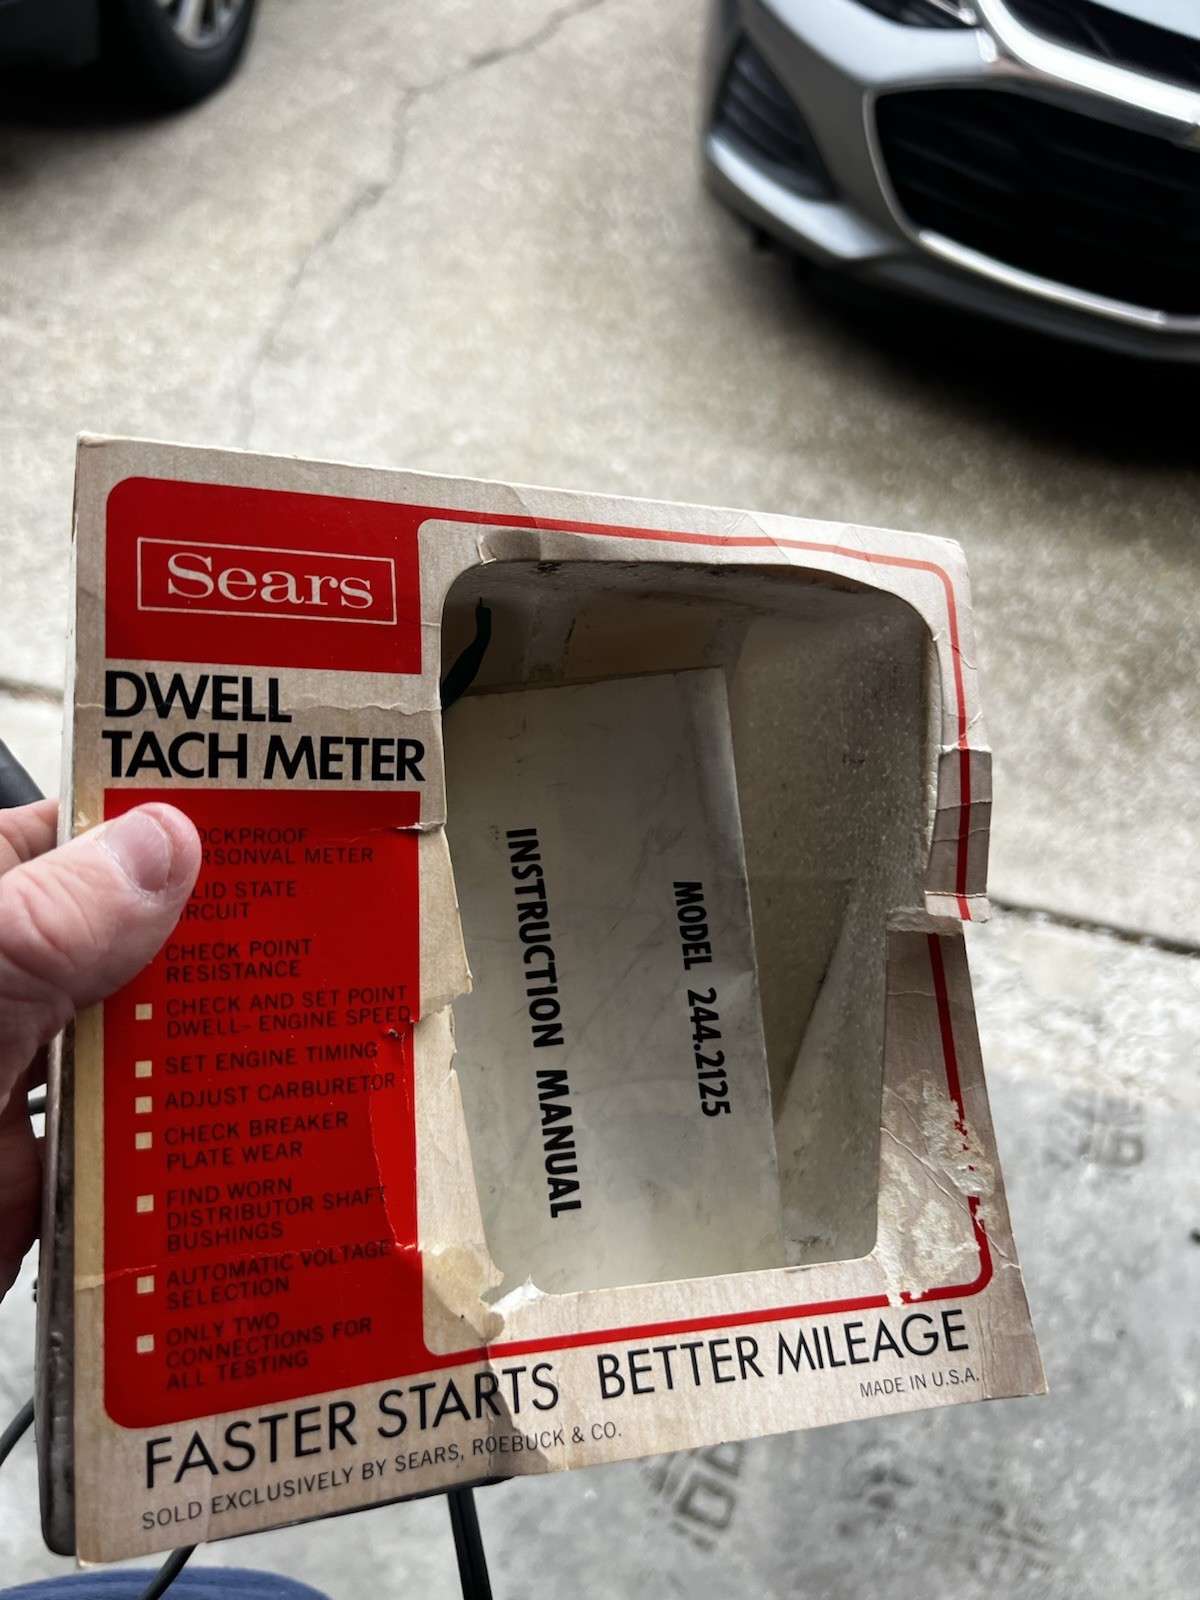 Sears
DWELL
TACH METER
OCKPROOF
RSONVAL METER
LID STATE
IRCUIT
CHECK POINT
RESISTANCE
CHECK AND SET POINT
DWELL– ENGINE SPEED
SET ENGINE TIMING
ADJUST CARBURETOR
CHECK BREAKER
PLATE WEAR
FIND WORN
DISTRIBUTOR SHAFT
BUSHINGS
AUTOMATIC VOLTAGE
SELECTION
ONLY TWO
CONNECTIONS FOR
ALL TESTING
MODEL 244.2125
INSTRUCTION MANUAL
FASTER STARTS BETTER MILEAGE
SOLD EXCLUSIVELY BY SEARS, ROEBUCK & CO.
MADE IN U.S.A.